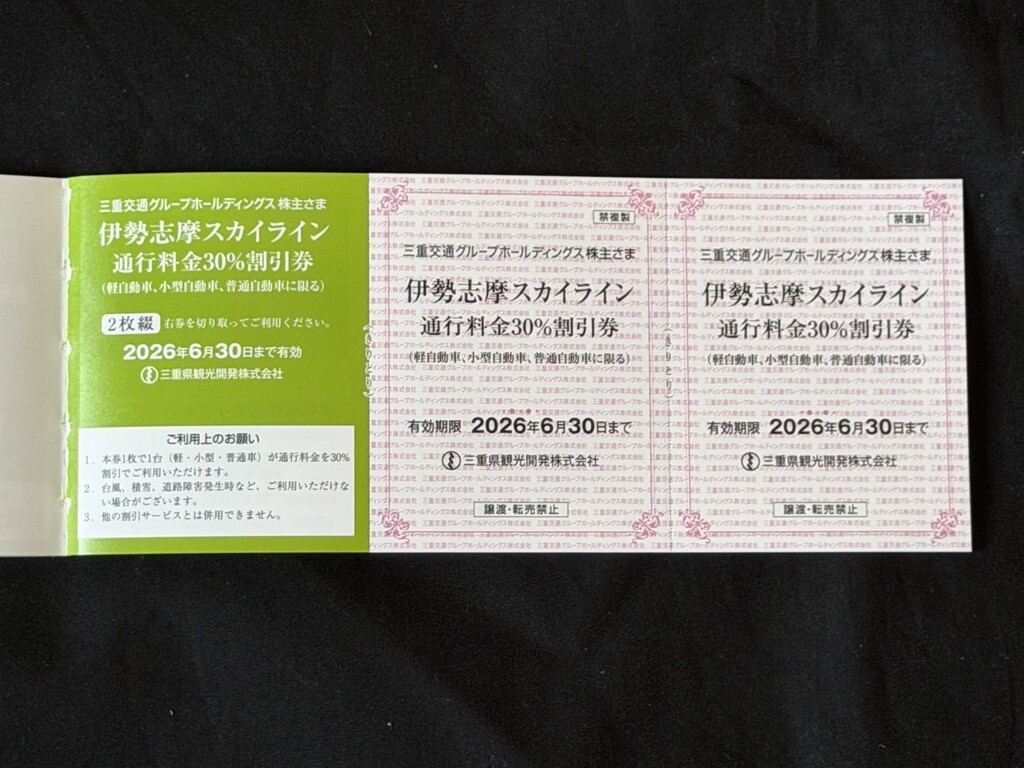 三重交通グループホールディングス 株主さま
伊勢志摩スカイライン
通行料金30%割引券
(軽自動車、小型自動車、普通自動車に限る)
2枚綴 右券を切り取ってご利用ください。
2026年6月30日まで有効
三重県観光開発株式会社
ご利用上のお願い
1. 本券1枚で1台（軽・小型・普通車）が通行料金を30%
割引でご利用いただけます。
2. 台風、積雪、道路障害発生時など、ご利用いただけな
い場合がございます。
3. 他の割引サービスとは併用できません。
(きりとり)
禁複製
三重交通グループホールディングス 株主さま
伊勢志摩スカイライン
通行料金30%割引券
(軽自動車、小型自動車、普通自動車に限る)
有効期限 2026年6月30日まで
三重県観光開発株式会社
譲渡・転売禁止
(きりとり)
禁複製
三重交通グループホールディングス 株主さま
伊勢志摩スカイライン
通行料金30%割引券
(軽自動車、小型自動車、普通自動車に限る)
有効期限 2026年6月30日まで
三重県観光開発株式会社
譲渡・転売禁止